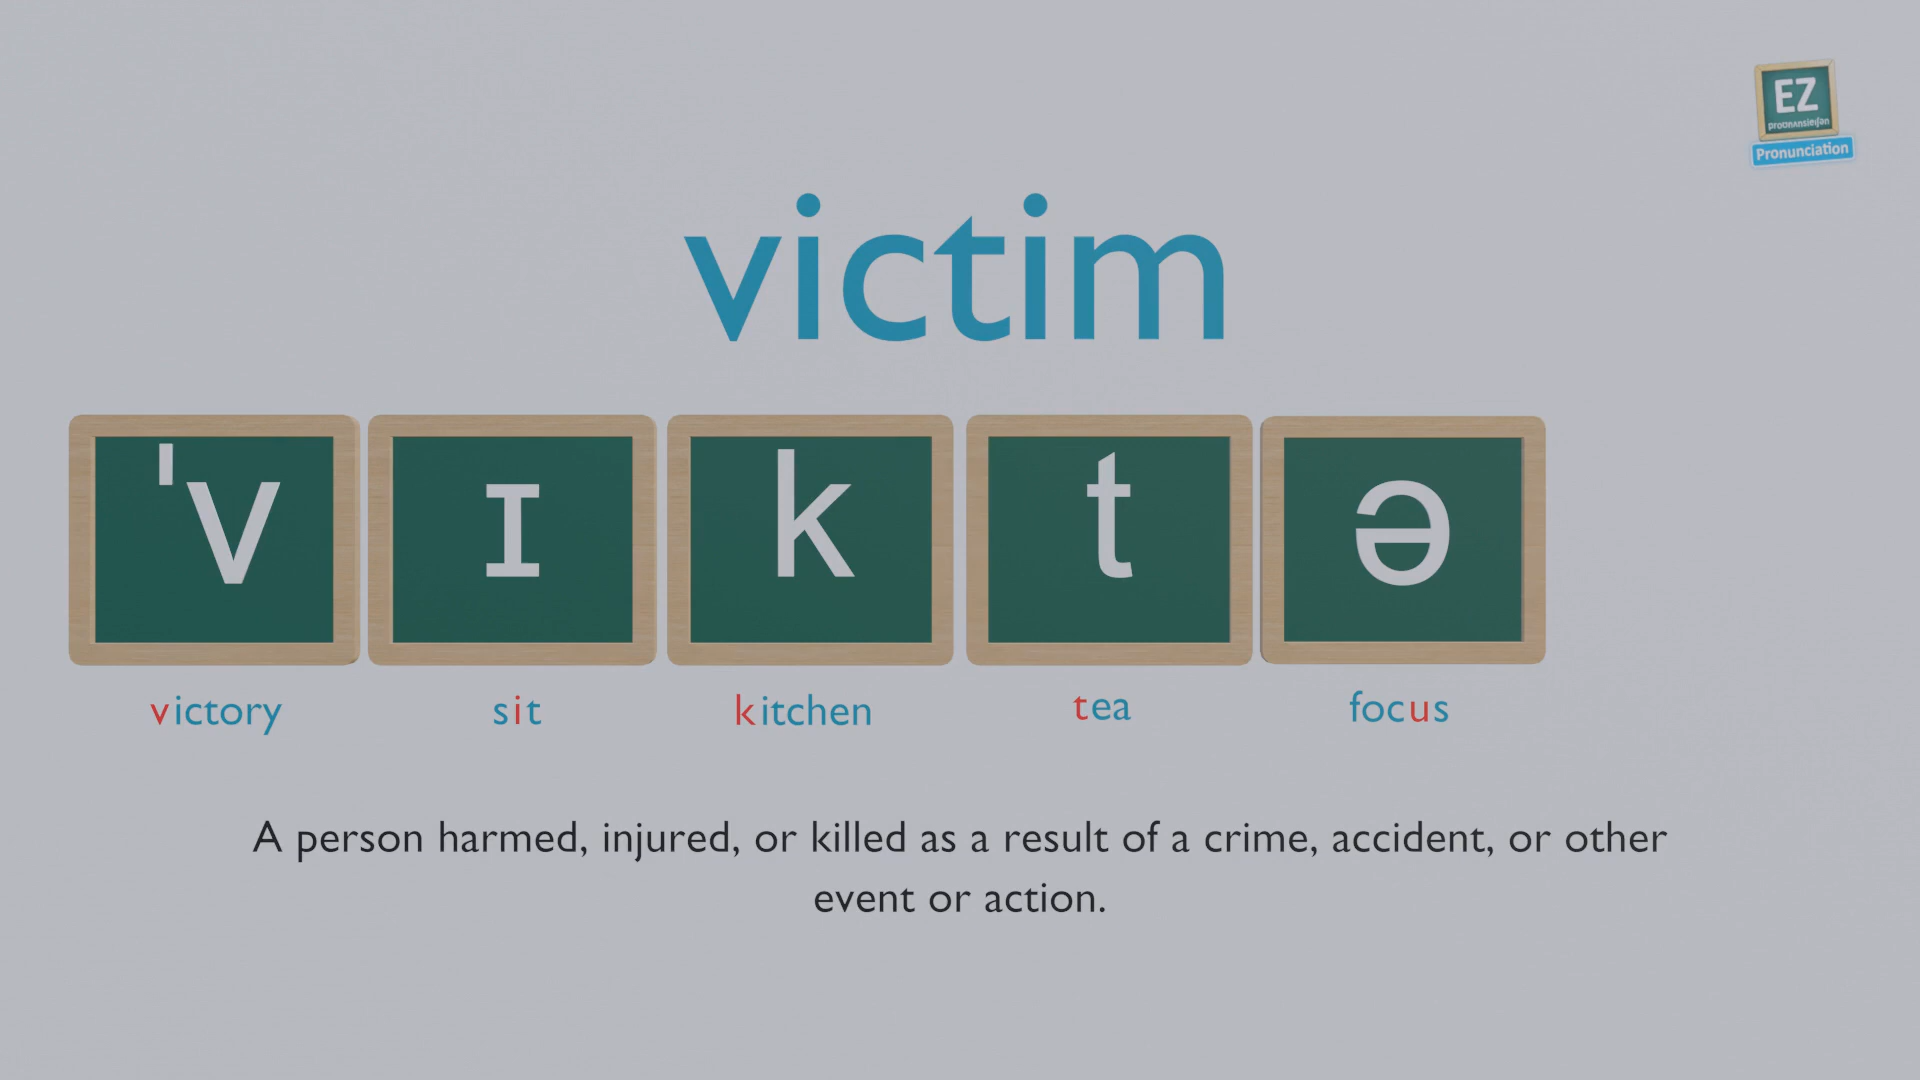 EZ
Pronunciation
victim
ˈv ɪ k t ə
victory sit kitchen tea focus
A person harmed, injured, or killed as a result of a crime, accident, or other
event or action.